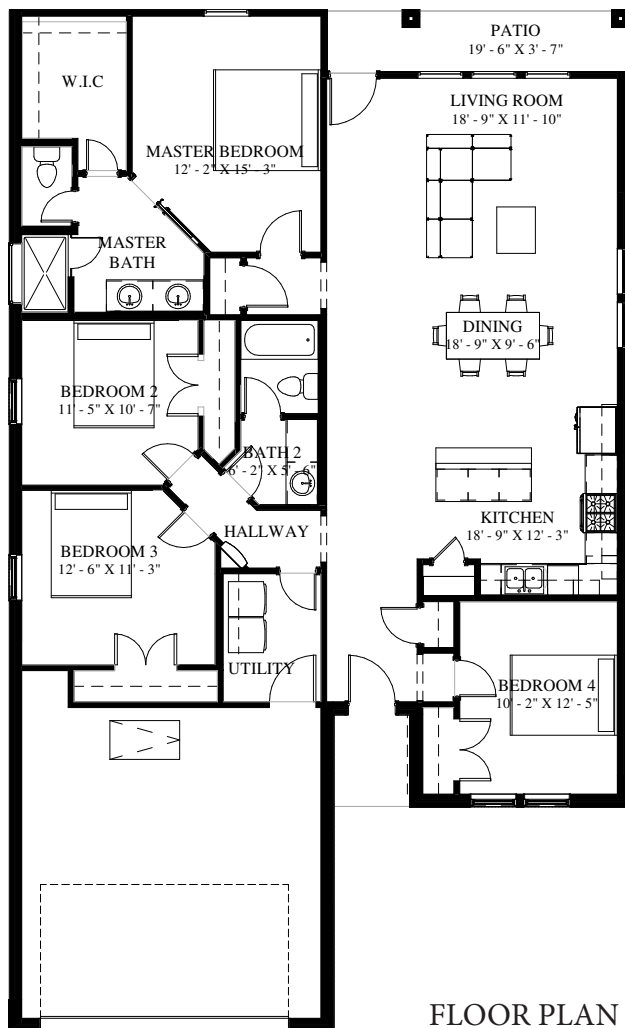 PATIO
19' - 6" X 3' - 7"
W.I.C
LIVING ROOM
18' - 9" X 11' - 10"
MASTER BEDROOM
12' - 2" X 15' - 3"
MASTER
BATH
DINING
18' - 9" X 9' - 6"
BEDROOM 2
11' - 5" X 10' - 7"
BATH 2
6' - 2" X 5' - 6"
KITCHEN
18' - 9" X 12' - 3"
HALLWAY
BEDROOM 3
12' - 6" X 11' - 3"
UTILITY
BEDROOM 4
10' - 2" X 12' - 5"
FLOOR PLAN